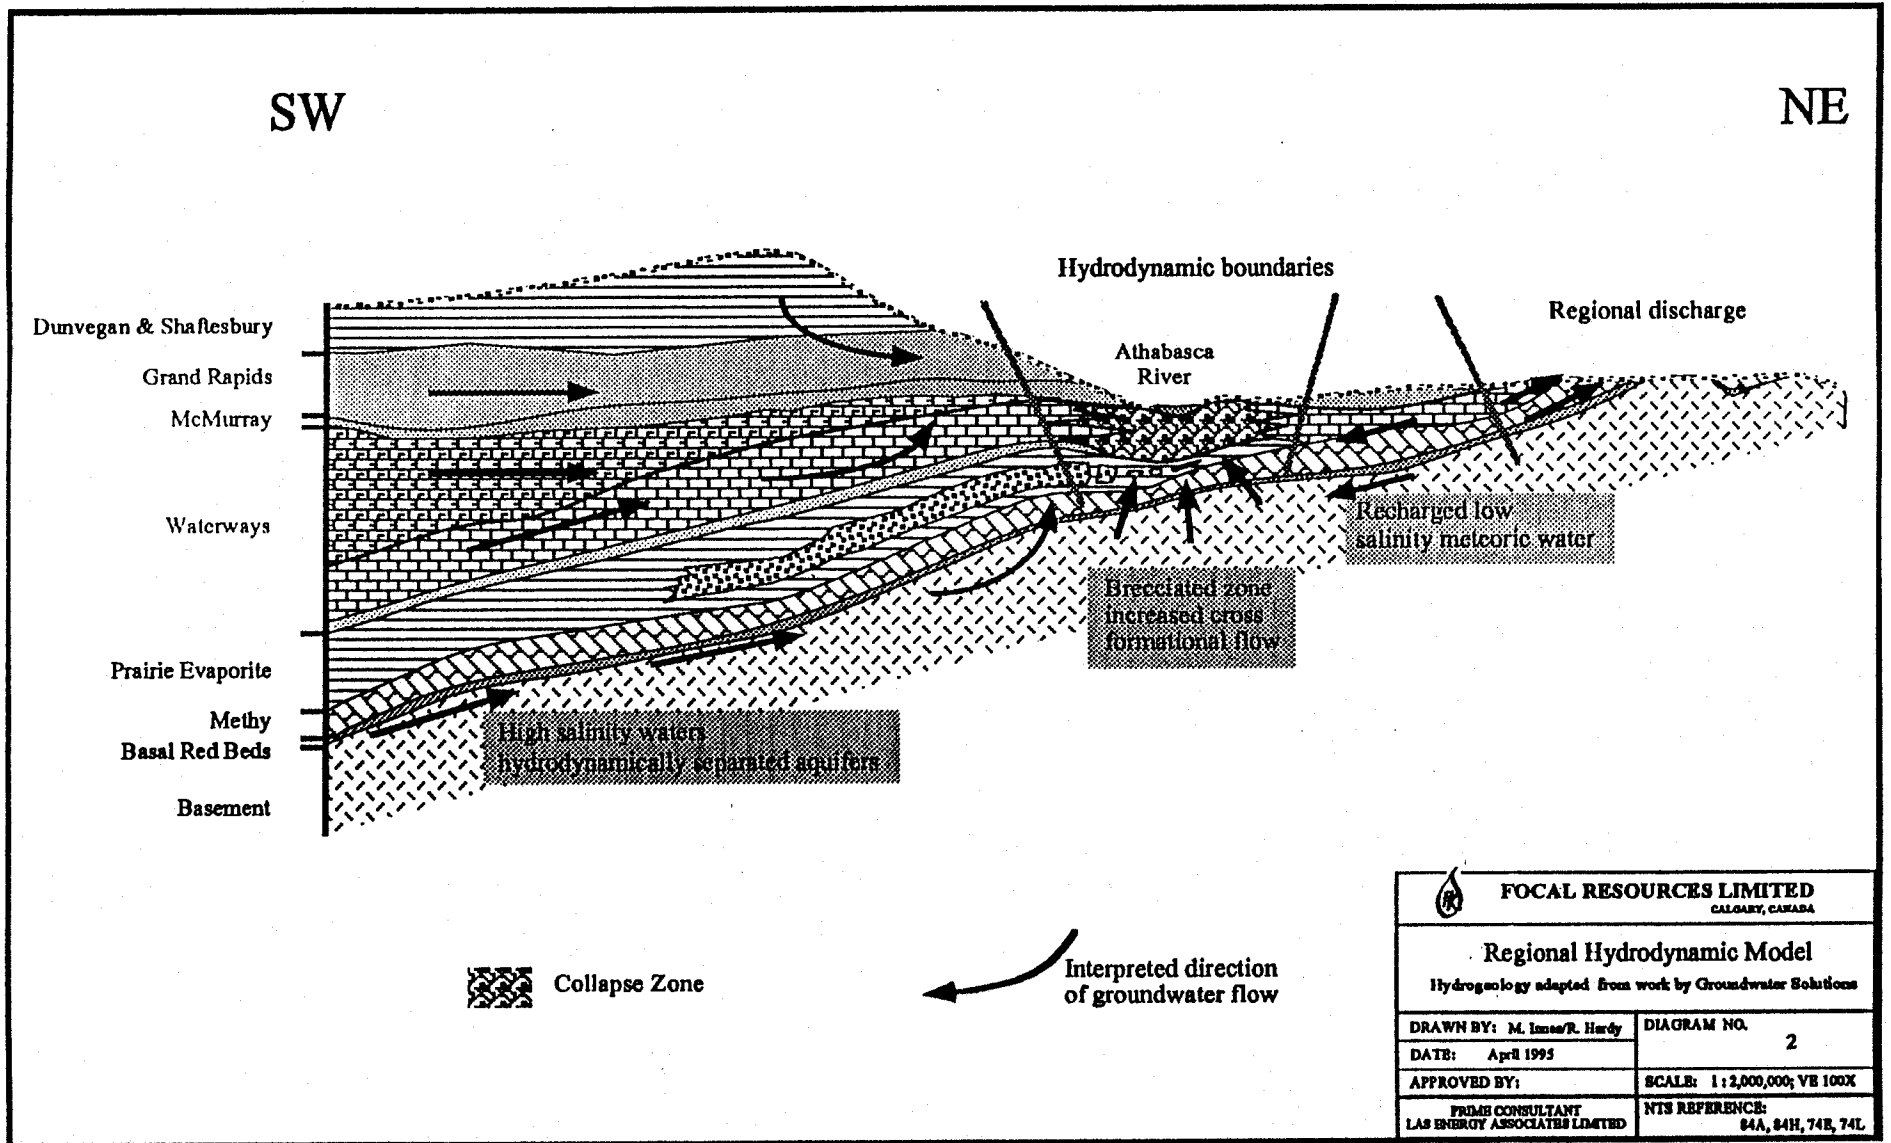 SW
NE
Hydrodynamic boundaries
Regional discharge
Athabasca
River
Dunvegan & Shaftesbury
Grand Rapids
McMurray
Waterways
Prairie Evaporite
Methy
Basal Red Beds
Basement
Recharged low
salinity meteoric water
Brecciated zone
increased cross
formational flow
High salinity waters
hydrodynamically separated aquifers
Collapse Zone
Interpreted direction
of groundwater flow
FOCAL RESOURCES LIMITED
CALGARY, CANADA
Regional Hydrodynamic Model
Hydrogeology adapted from work by Groundwater Solutions
DRAWN BY: M. Innes/R. Hardy
DIAGRAM NO.
2
DATE: April 1995
APPROVED BY:
SCALE: 1 : 2,000,000; VE 100X
PRIME CONSULTANT
LAS ENERGY ASSOCIATES LIMITED
NTS REFERENCE:
84A, 84H, 74E, 74L